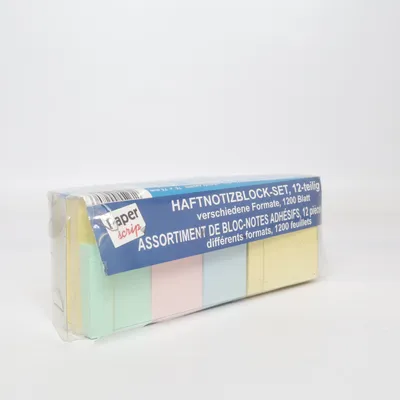 Paper
scrip
HAFTNOTIZBLOCK-SET, 12-teilig
verschiedene Formate, 1200 Blatt
ASSORTIMENT DE BLOC-NOTES ADHÉSIFS, 12 pièces
différents formats, 1200 feuillets